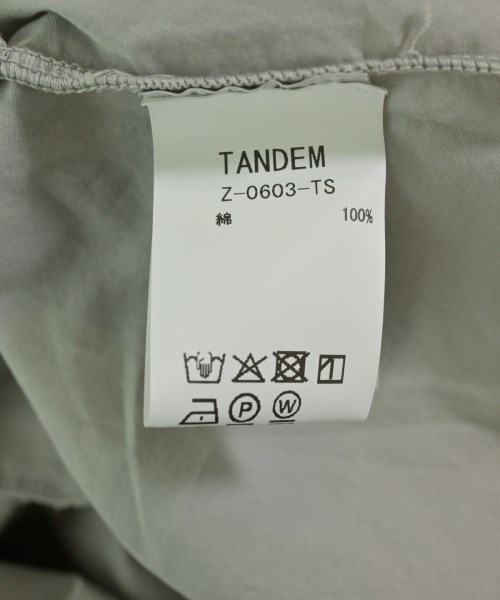 TANDEM
Z-0603-TS
綿 100%
P W